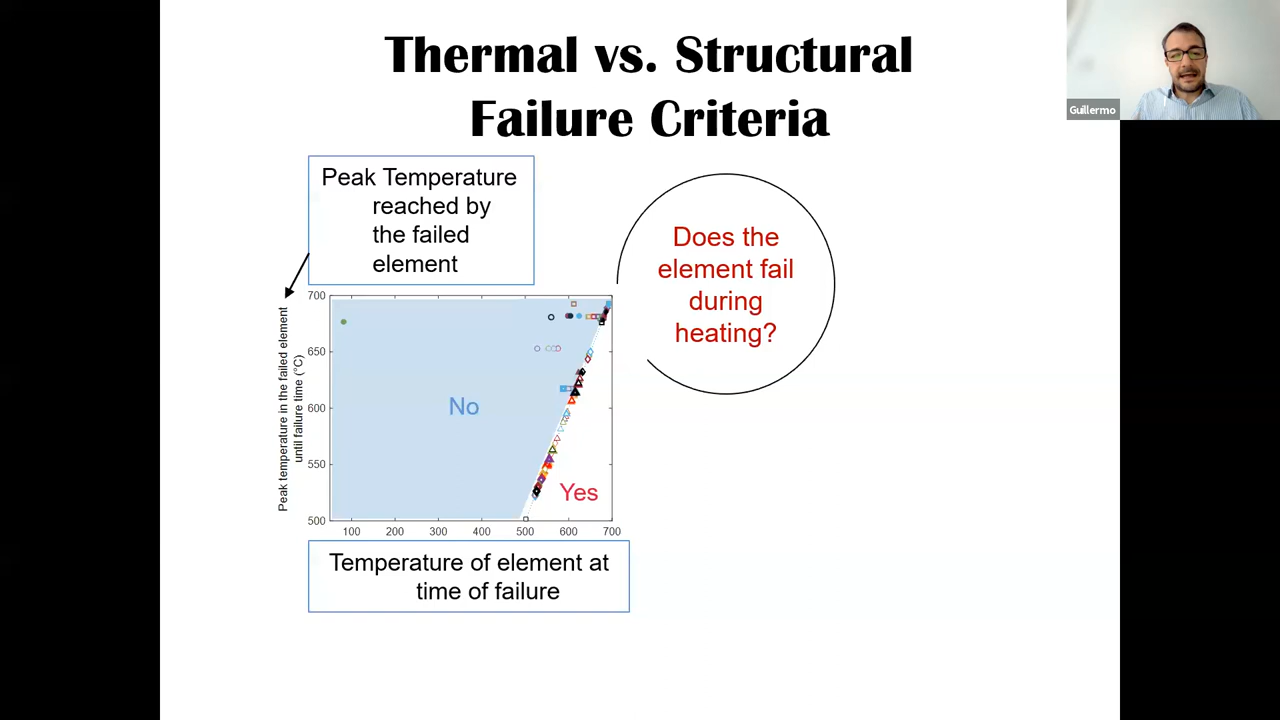 Thermal vs. Structural
Failure Criteria
Guillermo
Peak Temperature
reached by
the failed
element
Does the
element fail
during
heating?
Peak temperature in the failed element
until failure time (°C)
700
650
600
550
500
No
Yes
100
200
300
400
500
600
700
Temperature of element at
time of failure